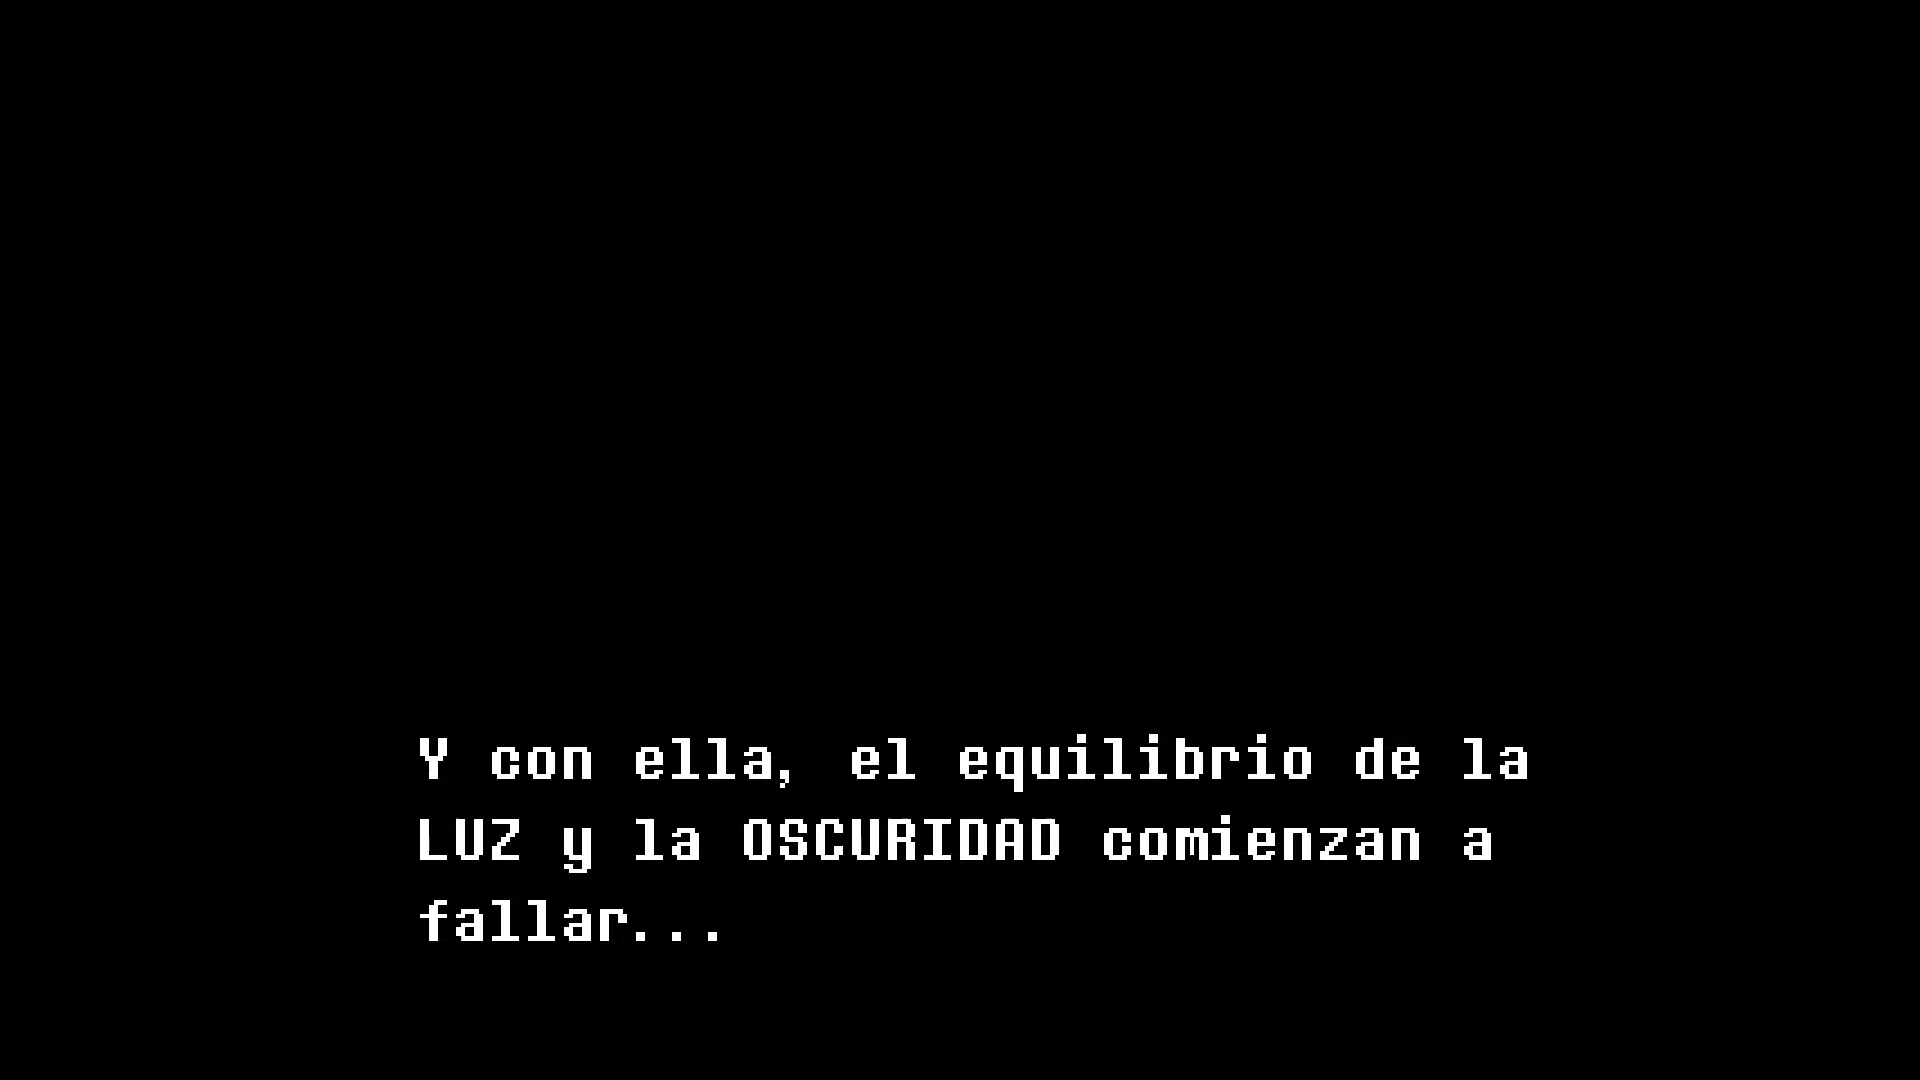 Y con ella, el equilibrio de la
LUZ y la OSCURIDAD comienzan a
fallar...